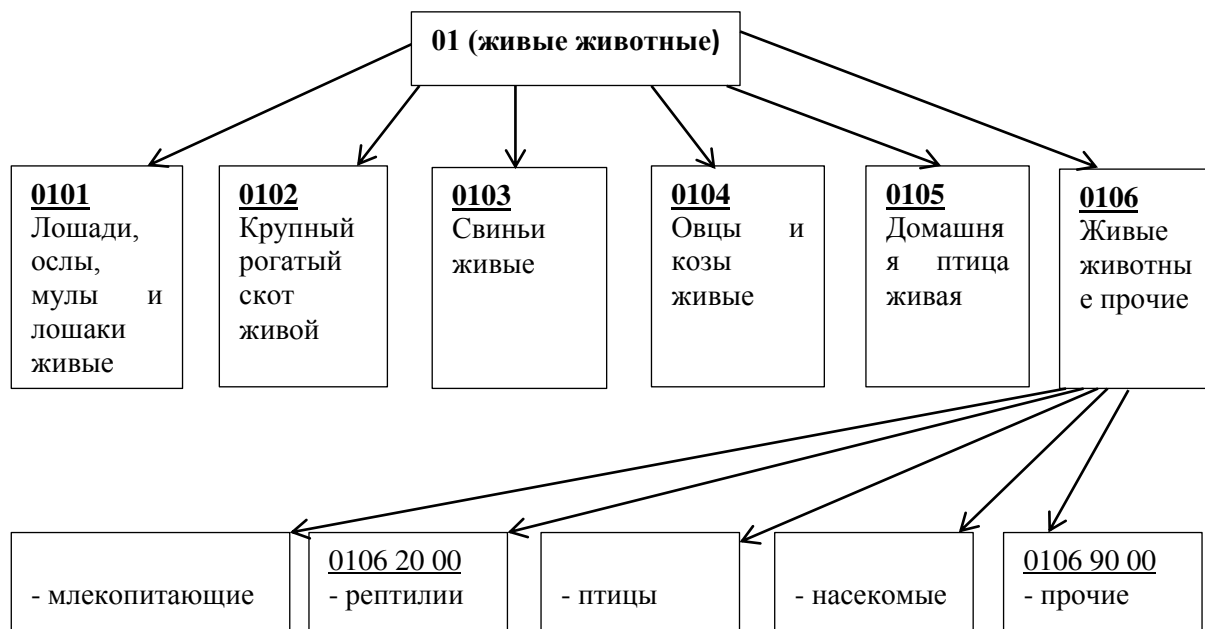 01 (живые животные)
0101
Лошади,
ослы,
мулы и
лошаки
живые
0102
Крупный
рогатый
скот
живой
0103
Свиньи
живые
0104
Овцы и
козы
живые
0105
Домашня
я птица
живая
0106
Живые
животны
е прочие
- млекопитающие
0106 20 00
- рептилии
- птицы
- насекомые
0106 90 00
- прочие